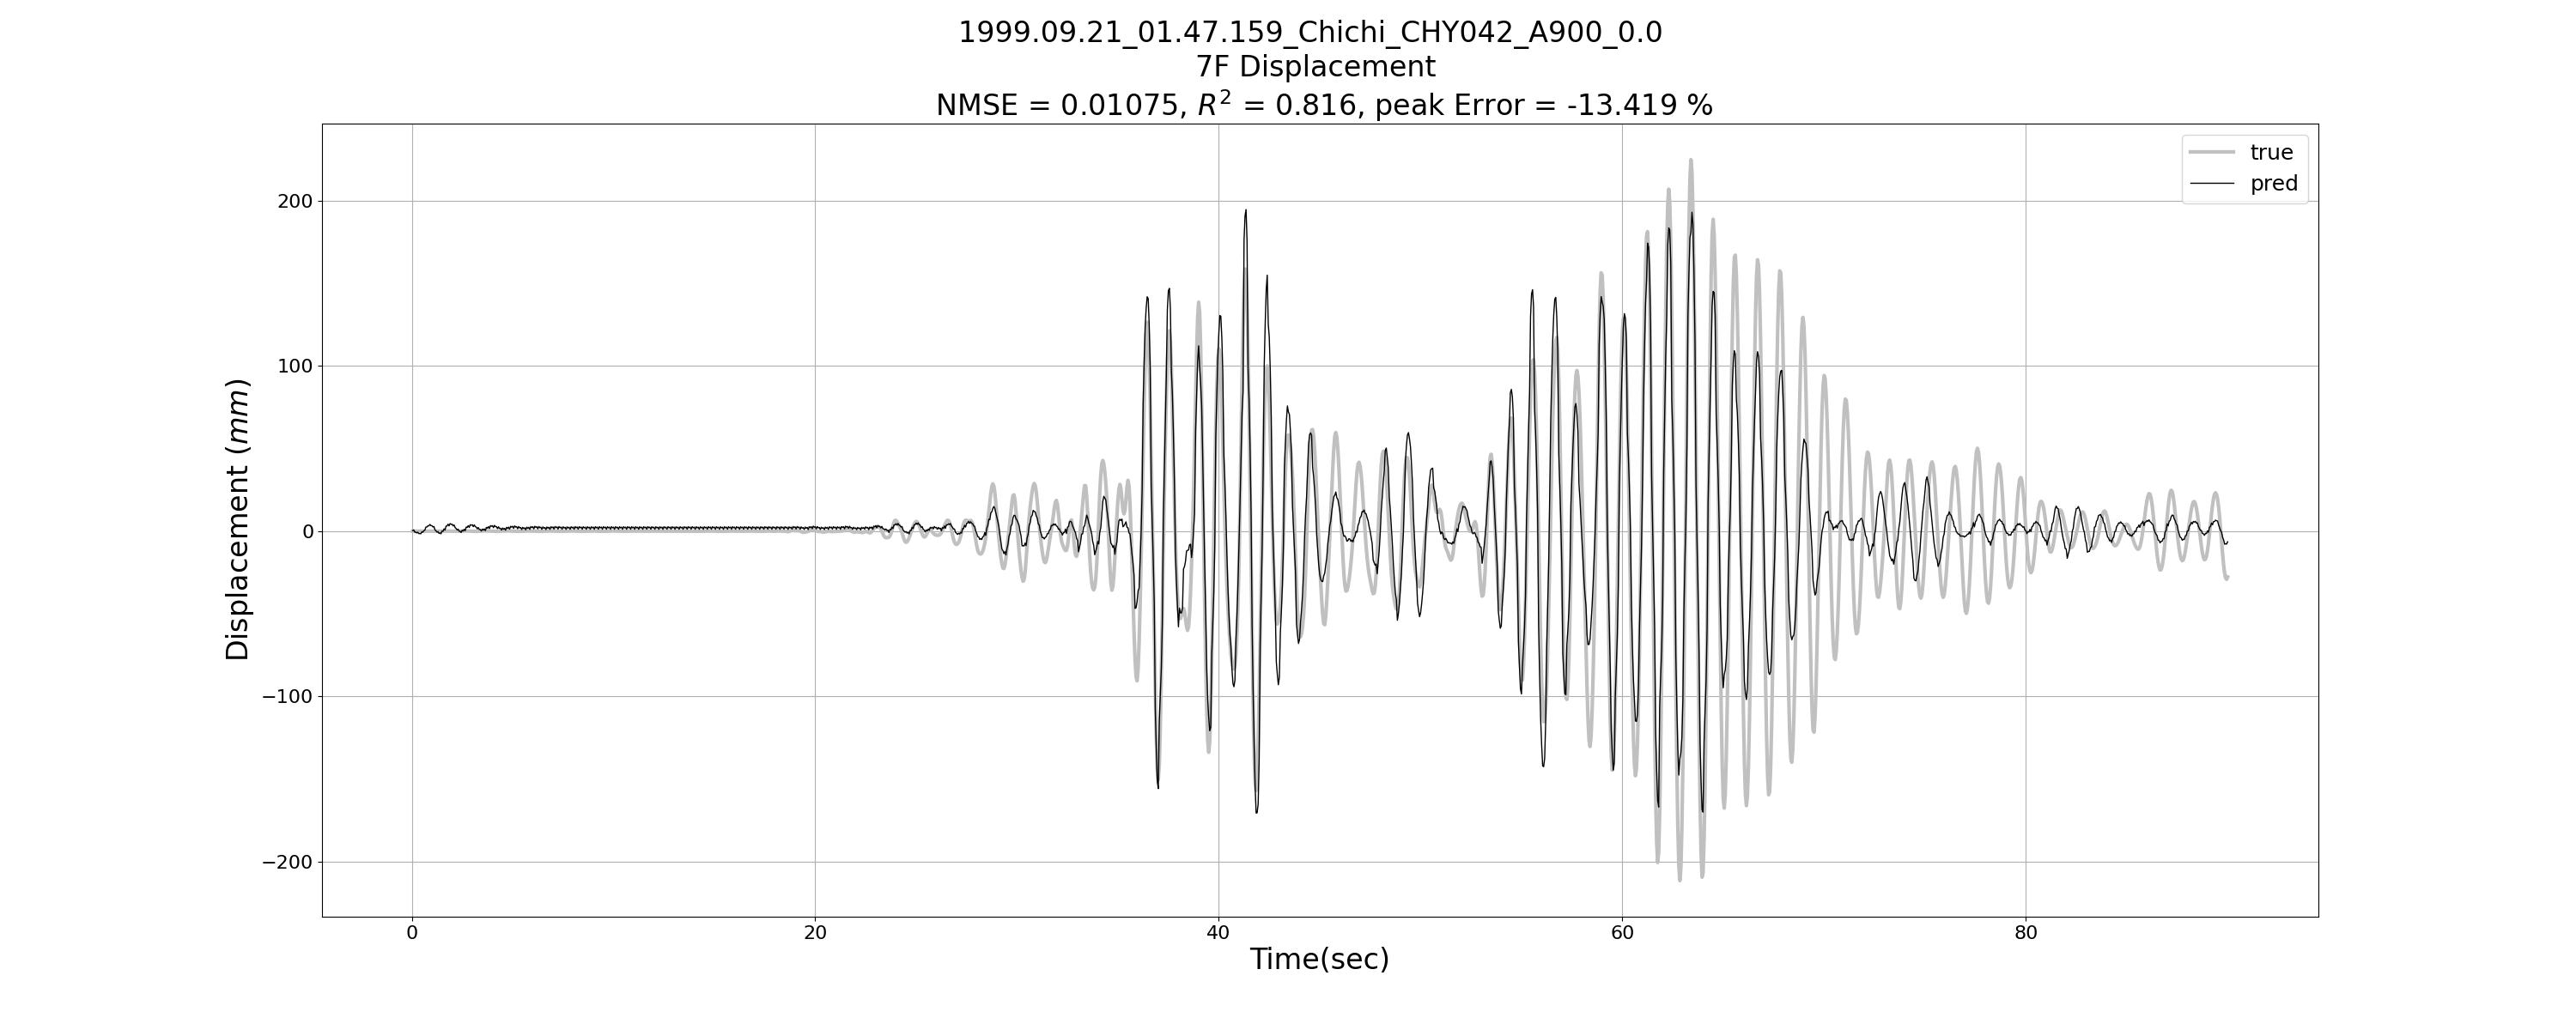 1999.09.21_01.47.159_Chichi_CHY042_A900_0.0
7F Displacement
NMSE = 0.01075, R² = 0.816, peak Error = -13.419 %
true
pred
200
100
0
−100
−200
Displacement (mm)
0 20 40 60 80
Time(sec)